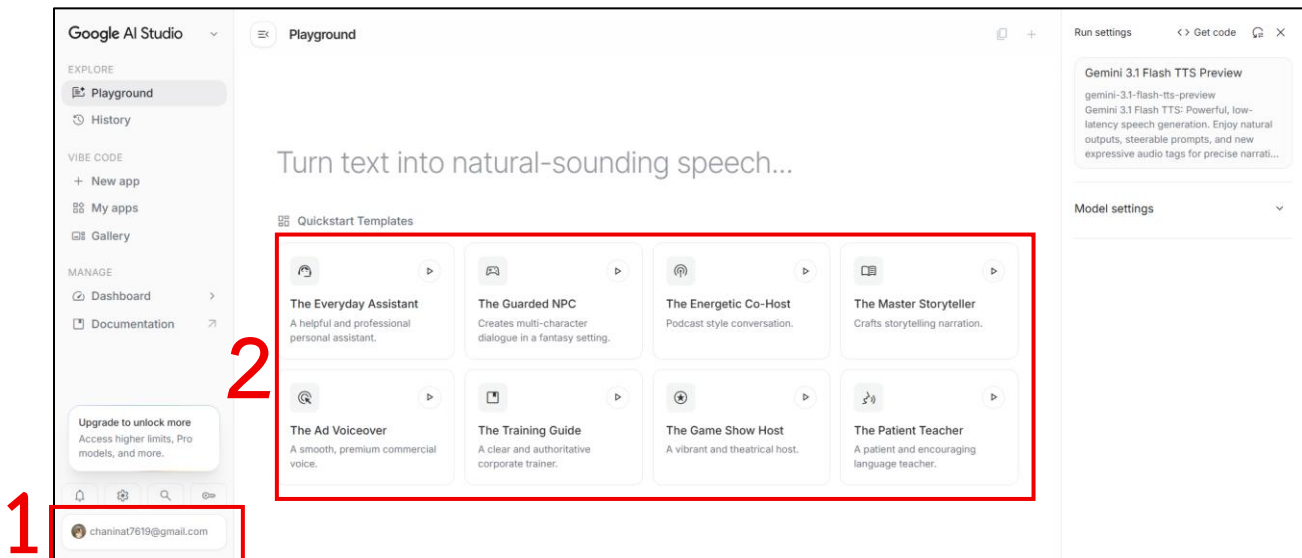 Google AI Studio
EXPLORE
Playground
History
VIBE CODE
+ New app
My apps
Gallery
MANAGE
Dashboard
Documentation
Upgrade to unlock more
Access higher limits, Pro
models, and more.
1
chaninat7619@gmail.com
Playground
Turn text into natural-sounding speech...
Quickstart Templates
2
The Everyday Assistant
A helpful and professional
personal assistant.
The Guarded NPC
Creates multi-character
dialogue in a fantasy setting.
The Energetic Co-Host
Podcast style conversation.
The Master Storyteller
Crafts storytelling narration.
The Ad Voiceover
A smooth, premium commercial
voice.
The Training Guide
A clear and authoritative
corporate trainer.
The Game Show Host
A vibrant and theatrical host.
The Patient Teacher
A patient and encouraging
language teacher.
Run settings
<> Get code
Gemini 3.1 Flash TTS Preview
gemini-3.1-flash-tts-preview
Gemini 3.1 Flash TTS: Powerful, low-
latency speech generation. Enjoy natural
outputs, steerable prompts, and new
expressive audio tags for precise narrati...
Model settings